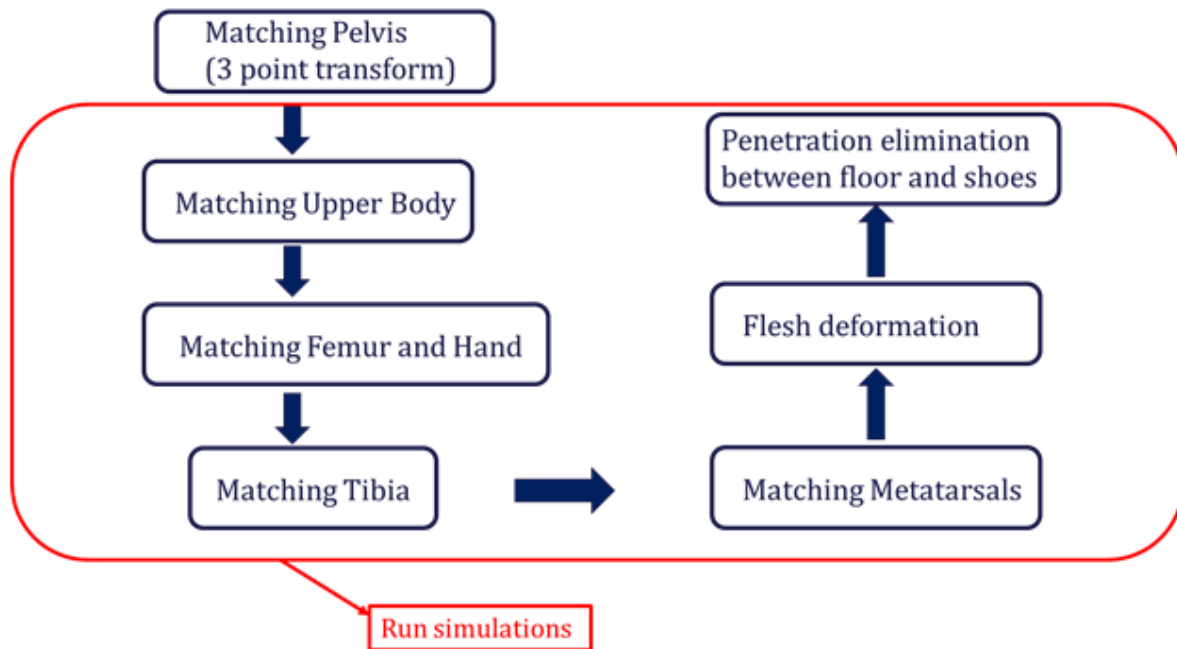 Matching Pelvis
(3 point transform)
Matching Upper Body
Matching Femur and Hand
Matching Tibia
Matching Metatarsals
Flesh deformation
Penetration elimination
between floor and shoes
Run simulations